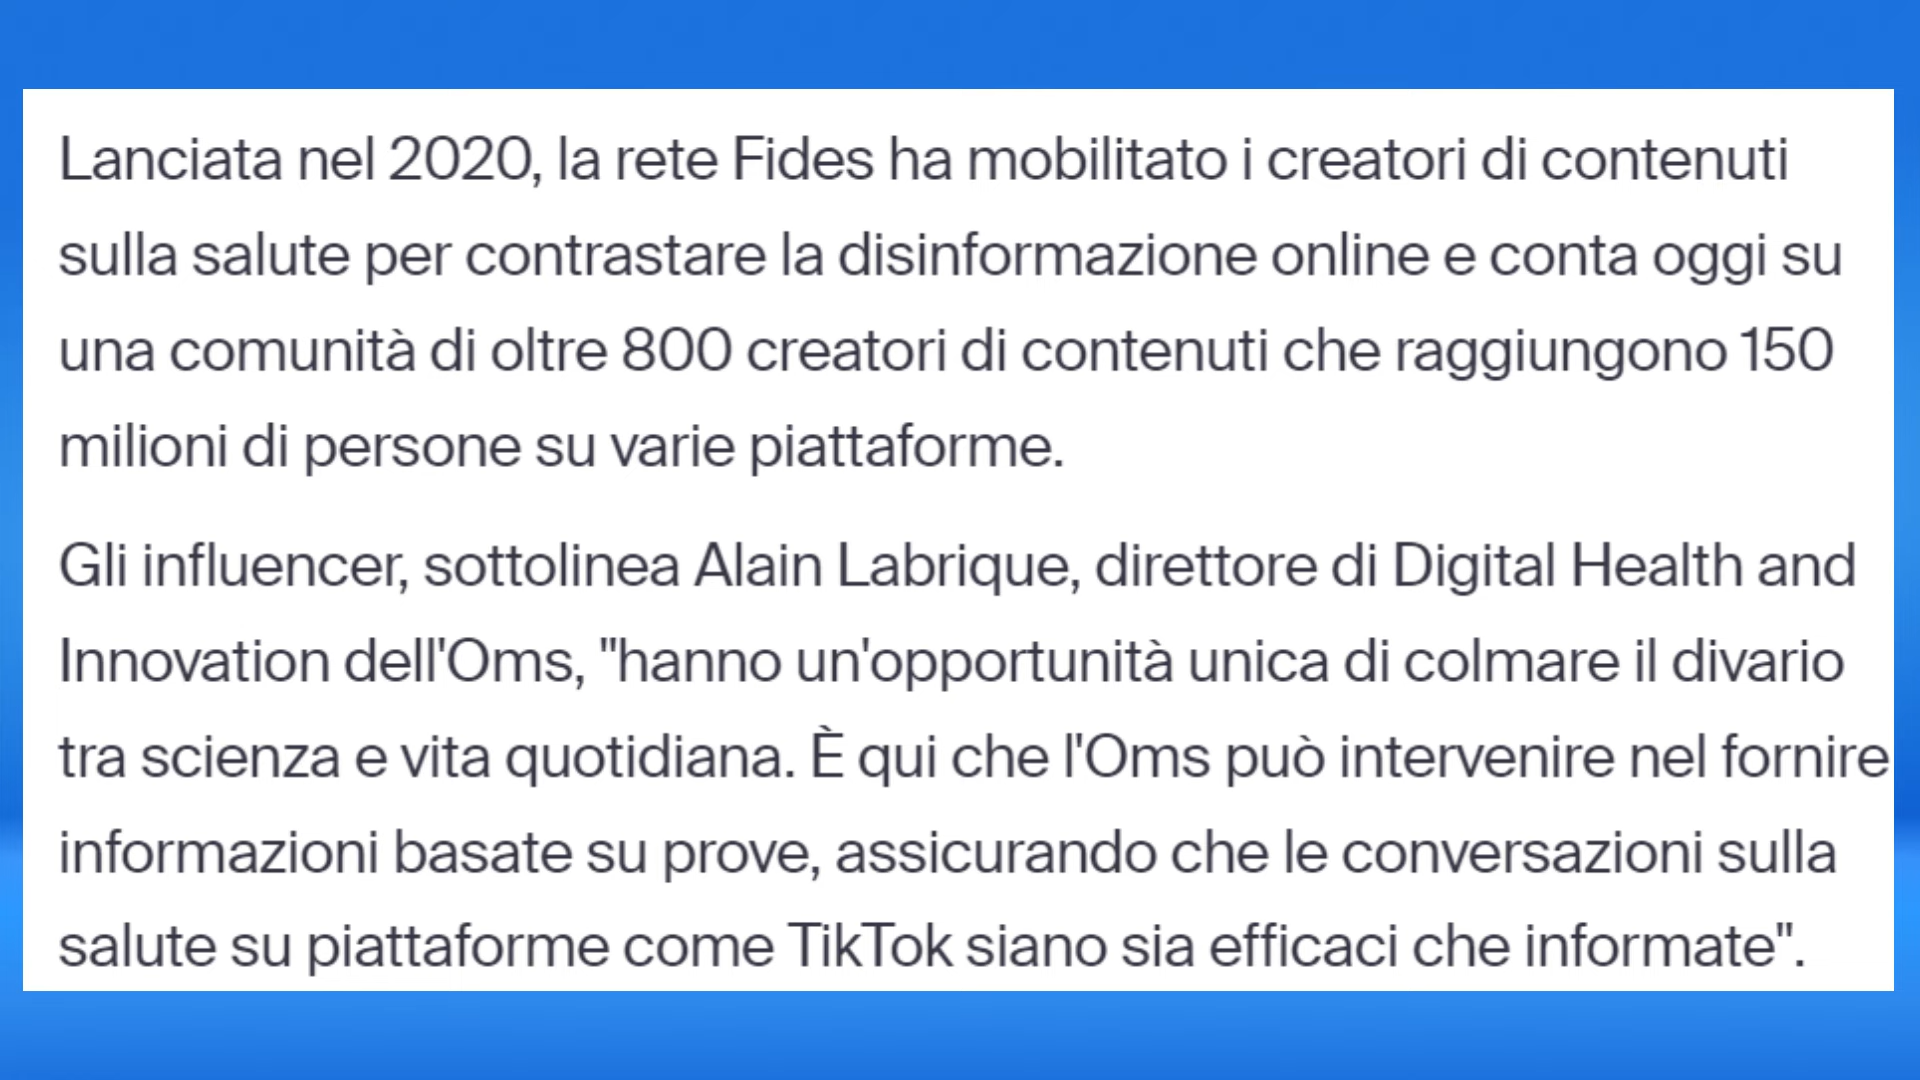 Lanciata nel 2020, la rete Fides ha mobilitato i creatori di contenuti
sulla salute per contrastare la disinformazione online e conta oggi su
una comunità di oltre 800 creatori di contenuti che raggiungono 150
milioni di persone su varie piattaforme.
Gli influencer, sottolinea Alain Labrique, direttore di Digital Health and
Innovation dell'Oms, "hanno un'opportunità unica di colmare il divario
tra scienza e vita quotidiana. È qui che l'Oms può intervenire nel fornire
informazioni basate su prove, assicurando che le conversazioni sulla
salute su piattaforme come TikTok siano sia efficaci che informate".